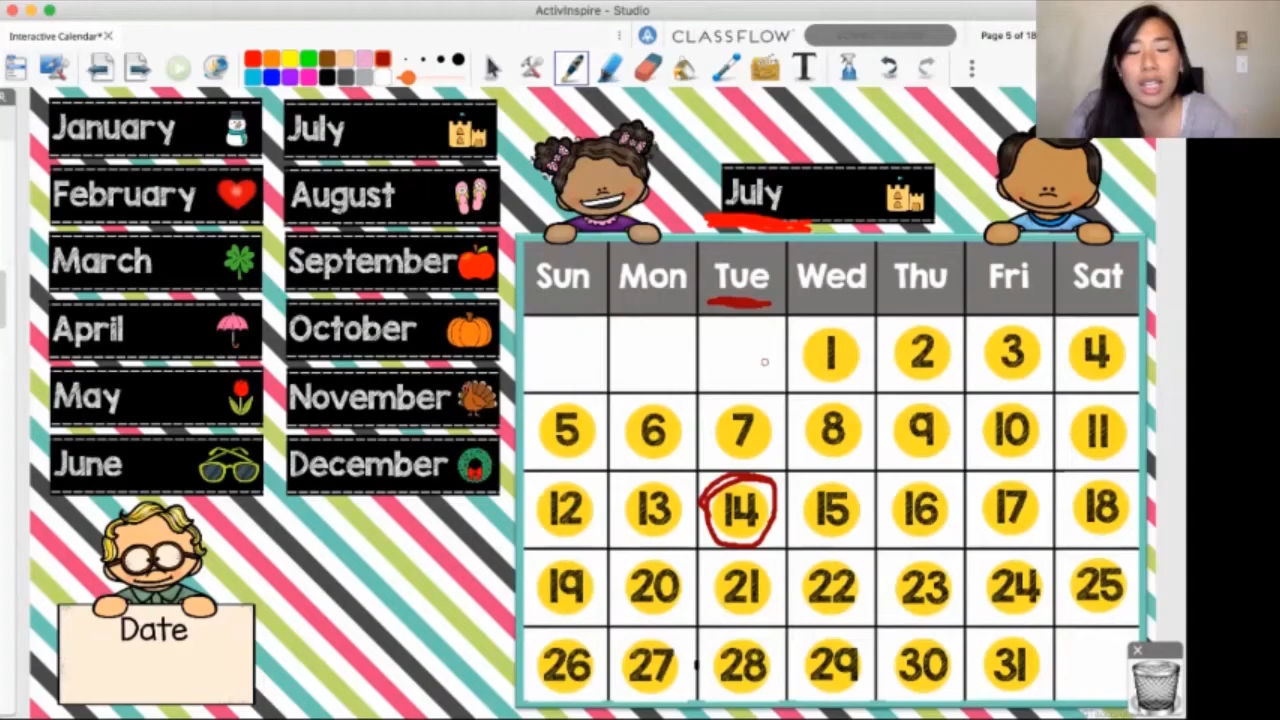 ActivInspire - Studio
Interactive Calendar*
CLASSFLOW
Page 5 of 18
January
July
February
August
March
September
April
October
May
November
June
December
Date
July
Sun Mon Tue Wed Thu Fri Sat
1 2 3 4
5 6 7 8 9 10 11
12 13 14 15 16 17 18
19 20 21 22 23 24 25
26 27 28 29 30 31